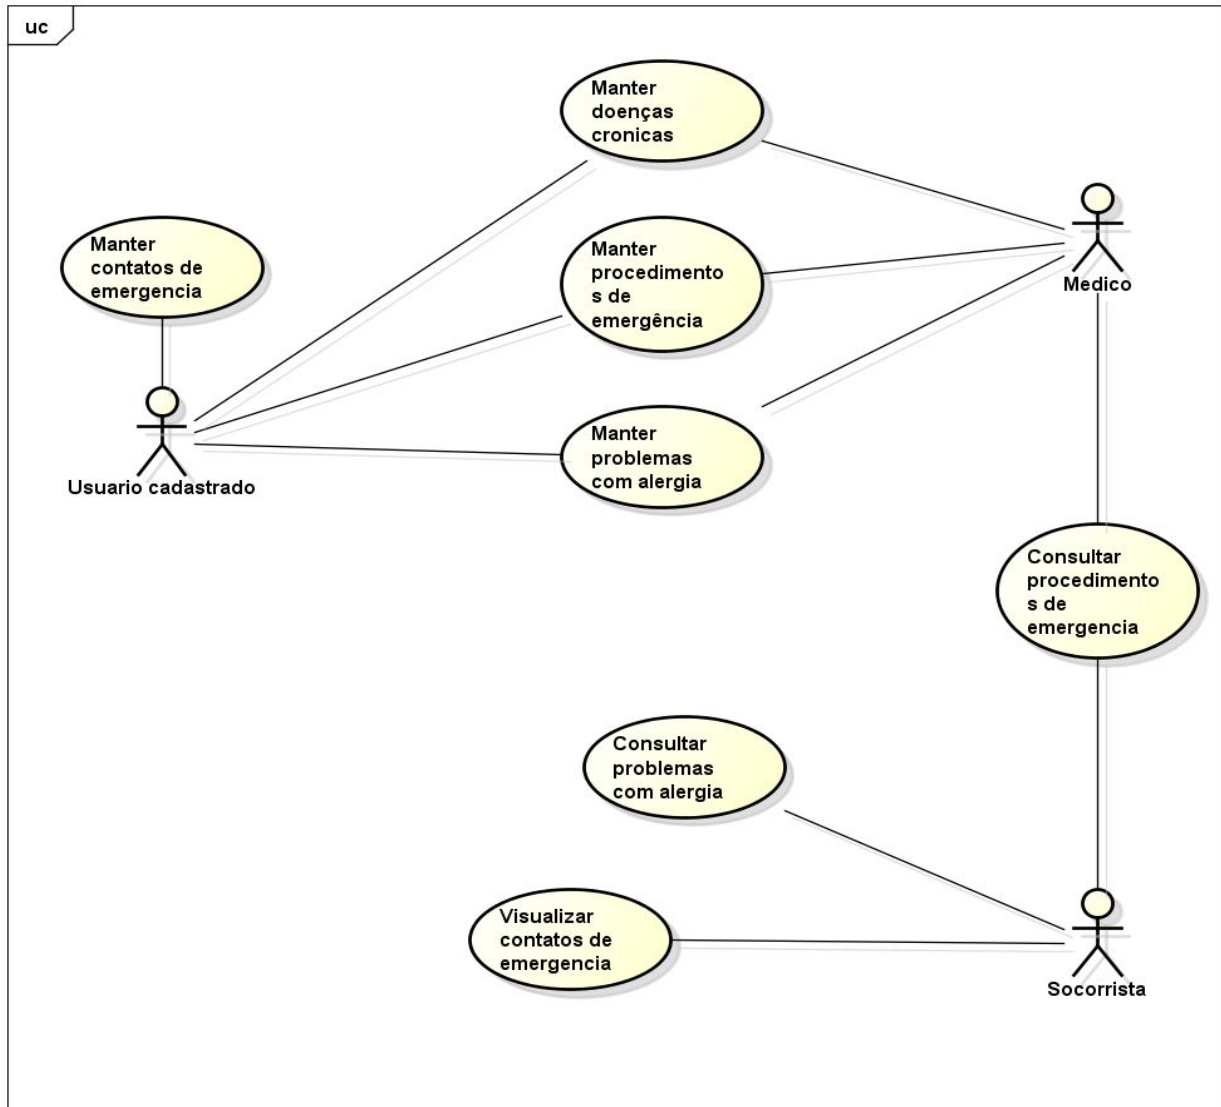 uc
Manter
doenças
cronicas
Manter
contatos de
emergencia
Manter
procedimento
s de
emergência
Medico
Manter
problemas
com alergia
Usuario cadastrado
Consultar
procedimento
s de
emergencia
Consultar
problemas
com alergia
Visualizar
contatos de
emergencia
Socorrista